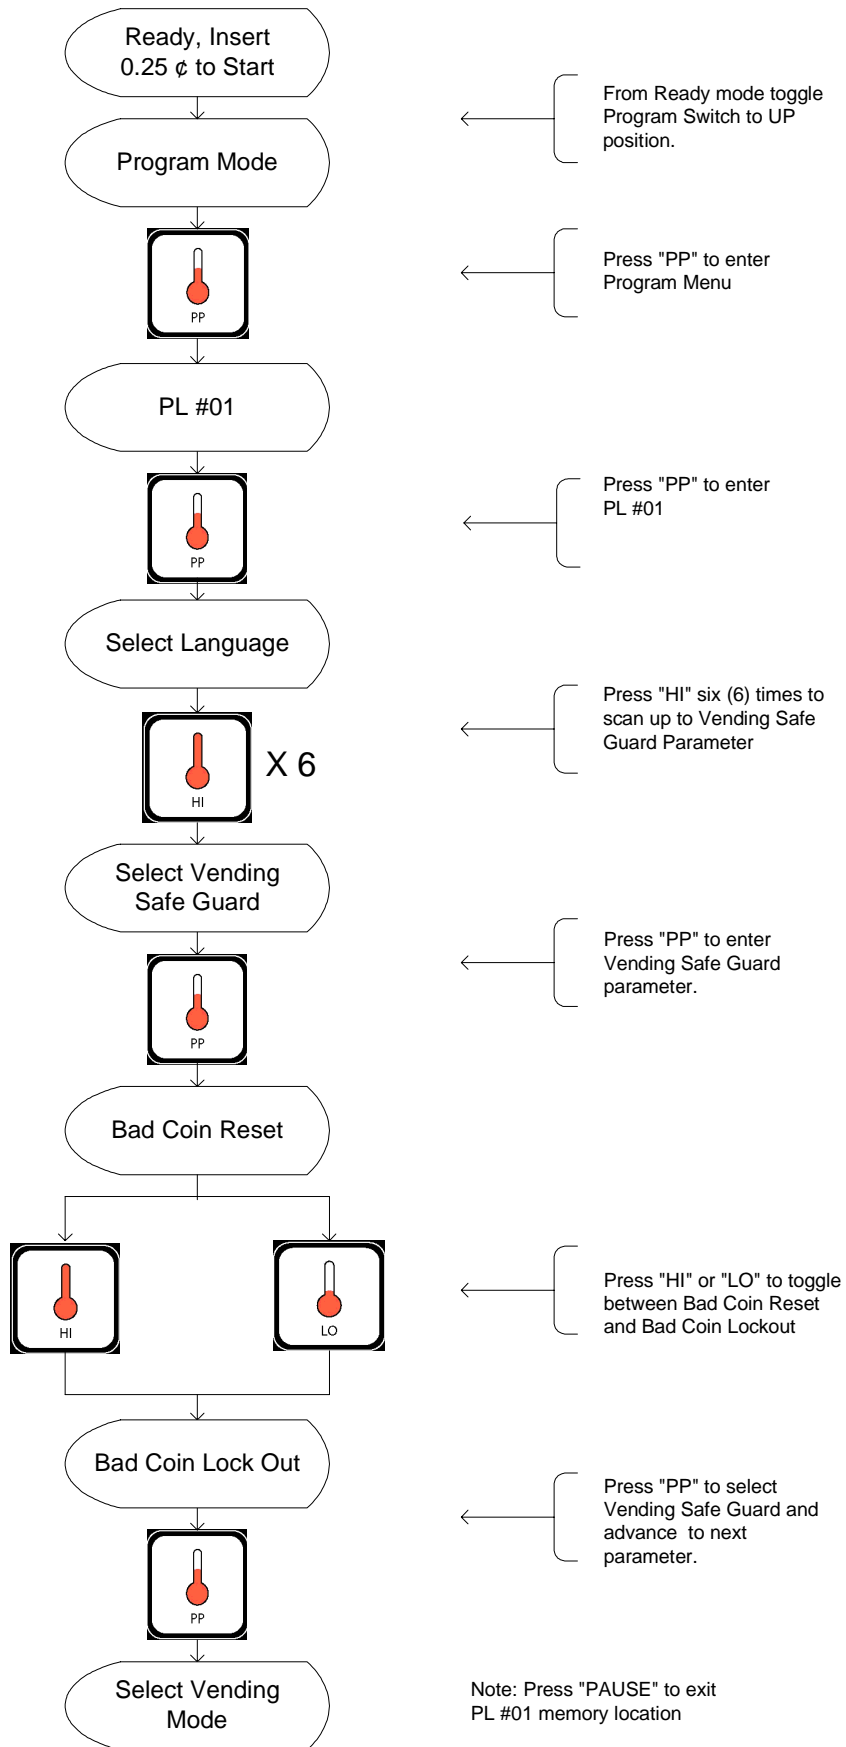 Ready, Insert
0.25 ¢ to Start
From Ready mode toggle
Program Switch to UP
position.
Program Mode
Press "PP" to enter
Program Menu
PP
PL #01
Press "PP" to enter
PL #01
PP
Select Language
Press "HI" six (6) times to
scan up to Vending Safe
Guard Parameter
X 6
HI
Select Vending
Safe Guard
Press "PP" to enter
Vending Safe Guard
parameter.
PP
Bad Coin Reset
Press "HI" or "LO" to toggle
between Bad Coin Reset
and Bad Coin Lockout
HI
LO
Bad Coin Lock Out
Press "PP" to select
Vending Safe Guard and
advance to next
parameter.
PP
Select Vending
Mode
Note: Press "PAUSE" to exit
PL #01 memory location